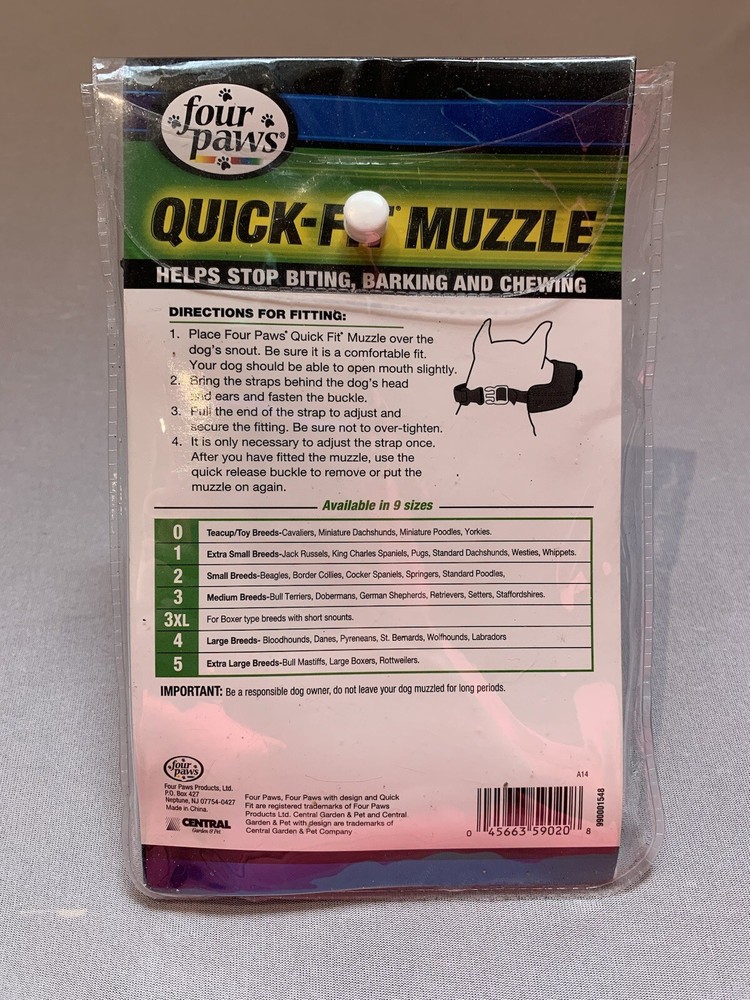 four
paws®
QUICK-FIT® MUZZLE
HELPS STOP BITING, BARKING AND CHEWING
DIRECTIONS FOR FITTING:
1. Place Four Paws® Quick Fit® Muzzle over the
dog's snout. Be sure it is a comfortable fit.
Your dog should be able to open mouth slightly.
2. Bring the straps behind the dog's head
and ears and fasten the buckle.
3. Pull the end of the strap to adjust and
secure the fitting. Be sure not to over-tighten.
4. It is only necessary to adjust the strap once.
After you have fitted the muzzle, use the
quick release buckle to remove or put the
muzzle on again.
Available in 9 sizes
0 Teacup/Toy Breeds-Cavaliers, Miniature Dachshunds, Miniature Poodles, Yorkies.
1 Extra Small Breeds-Jack Russels, King Charles Spaniels, Pugs, Standard Dachshunds, Westies, Whippets.
2 Small Breeds-Beagles, Border Collies, Cocker Spaniels, Springers, Standard Poodles,
3 Medium Breeds-Bull Terriers, Dobermans, German Shepherds, Retrievers, Setters, Staffordshires.
3XL For Boxer type breeds with short snounts.
4 Large Breeds- Bloodhounds, Danes, Pyreneans, St. Bernards, Wolfhounds, Labradors
5 Extra Large Breeds-Bull Mastiffs, Large Boxers, Rottweilers.
IMPORTANT: Be a responsible dog owner, do not leave your dog muzzled for long periods.
four
paws
Four Paws Products, Ltd.
P.O. Box 427
Neptune, NJ 07754-0427
Made in China.
CENTRAL
Garden & Pet
Four Paws, Four Paws with design and Quick
Fit are registered trademarks of Four Paws
Products Ltd. Central Garden & Pet and Central
Garden & Pet with design are trademarks of
Central Garden & Pet Company
A14
0 45663 59020 8
990001548